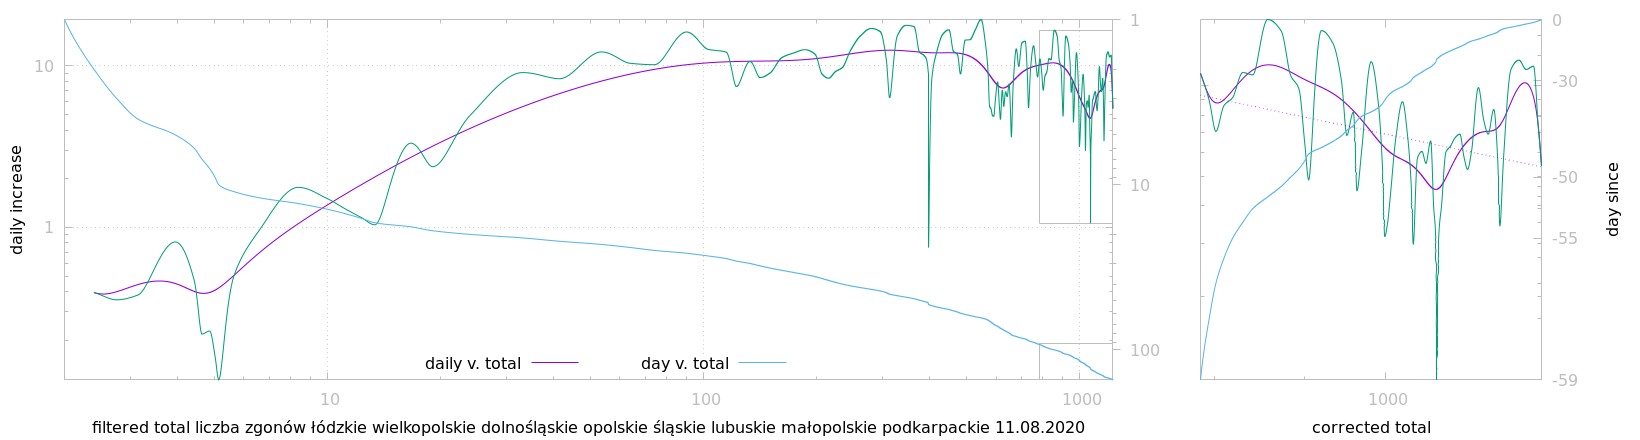 daily increase
10
1
daily v. total
day v. total
1
10
100
10
100
1000
filtered total liczba zgonów łódzkie wielkopolskie dolnośląskie opolskie śląskie lubuskie małopolskie podkarpackie 11.08.2020
0
-30
-50
-55
-59
day since
1000
corrected total